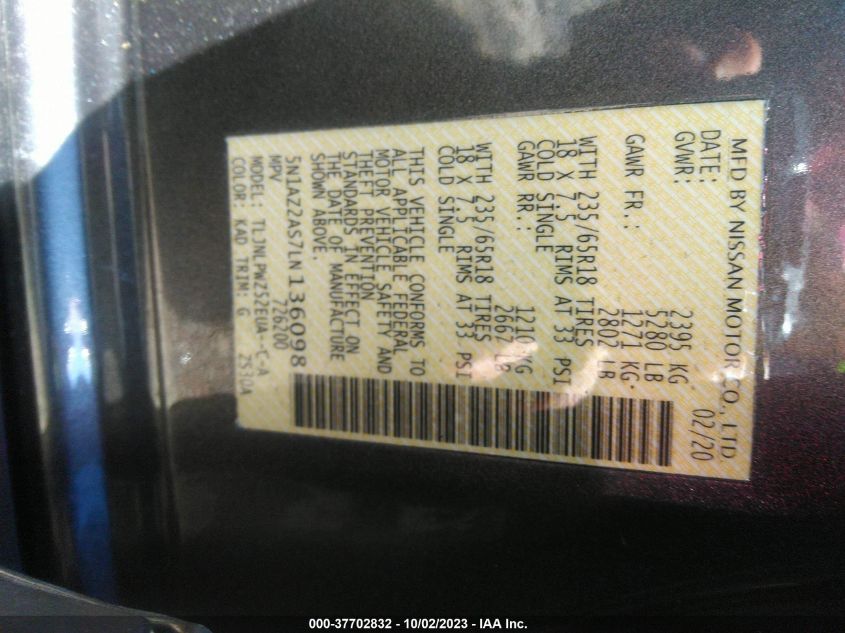 MFD BY NISSAN MOTOR CO., LTD.
DATE: 02/20
GVWR: 2395 KG
5280 LB
GAWR FR.: 1271 KG.
2802 LB
WITH 235/65R18 TIRES
18 X 7.5 RIMS AT 33 PSI
COLD SINGLE
GAWR RR : 1210 KG
2667 LB
WITH 235/65R18 TIRES
18 X 7.5 RIMS AT 33 PSI
COLD SINGLE
THIS VEHICLE CONFORMS TO
ALL APPLICABLE FEDERAL
MOTOR VEHICLE SAFETY AND
THEFT PREVENTION
STANDARDS IN EFFECT ON
THE DATE OF MANUFACTURE
SHOWN ABOVE.
5N1AZ2AS7LN136098
MPV 726200
MODEL: TLJNLPWZ52EUA--C-A
COLOR: KAD TRIM: G 2530A
000-37702832 - 10/02/2023 - IAA Inc.